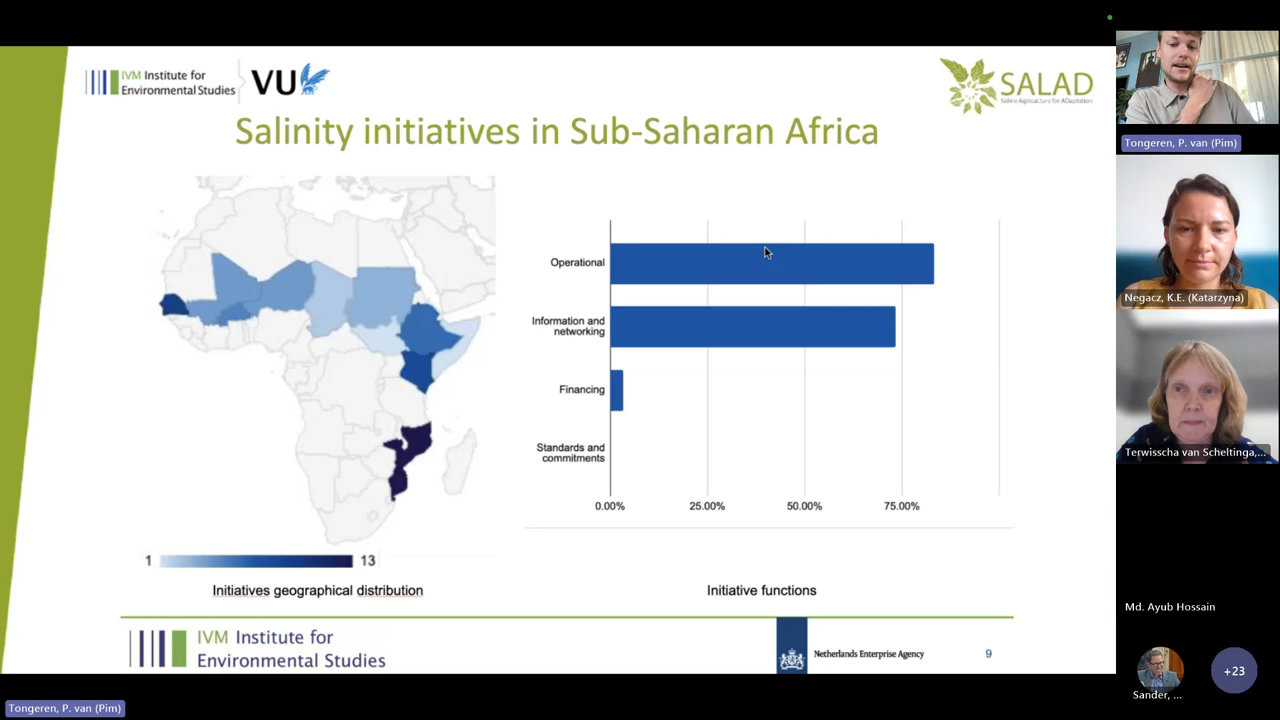 IVM Institute for
Environmental Studies
VU
SALAD
Saline Agriculture for ADaptation
Salinity initiatives in Sub-Saharan Africa
1
13
Initiatives geographical distribution
Operational
Information and
networking
Financing
Standards and
commitments
0.00%
25.00%
50.00%
75.00%
Initiative functions
IVM Institute for
Environmental Studies
Netherlands Enterprise Agency
9
Tongeren, P. van (Pim)
Tongeren, P. van (Pim)
Negacz, K.E. (Katarzyna)
Terwisscha van Scheltinga,...
Md. Ayub Hossain
Sander, ...
+23